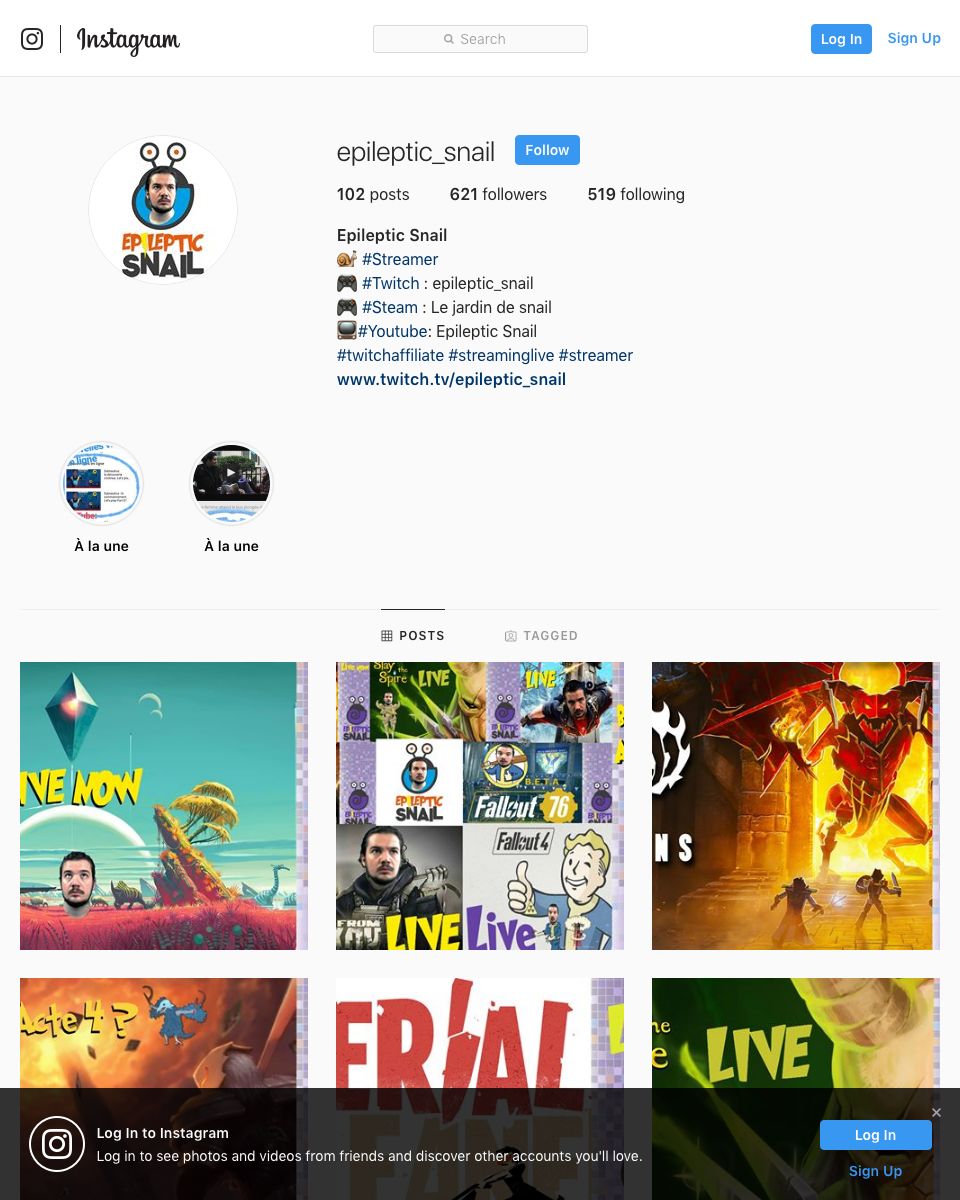 Instagram
Search
Log In
Sign Up
epileptic_snail
Follow
102 posts
621 followers
519 following
EPILEPTIC
SNAIL
Epileptic Snail
#Streamer
#Twitch : epileptic_snail
#Steam : Le jardin de snail
#Youtube: Epileptic Snail
#twitchaffiliate #streaminglive #streamer
www.twitch.tv/epileptic_snail
À la une
À la une
POSTS
TAGGED
IVE NOW
Slay
the
Spire
LIVE
LIVE
SNAIL
SNAIL
EPILEPTIC
SNAIL
B.E.T.A.
Fallout 76
Fallout 4
FROM
YOU
LIVE
Live
NS
Acte 4 ?
ERIAL
LIVE
Log In to Instagram
Log in to see photos and videos from friends and discover other accounts you'll love.
Log In
Sign Up